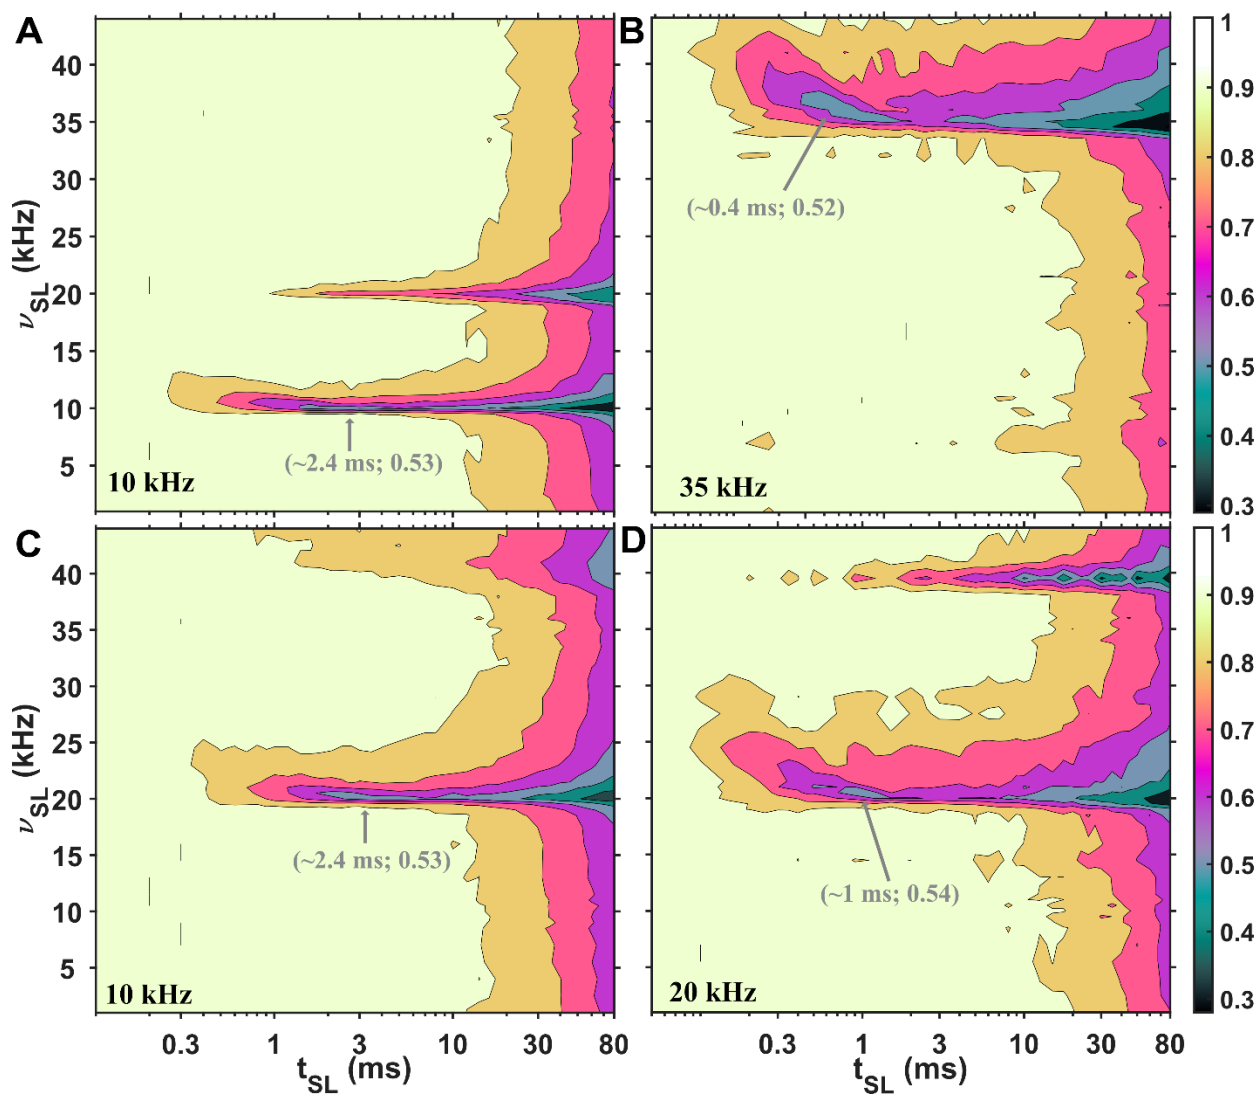 A
B
40
35
30
25
20
15
10
5
ν_SL (kHz)
(~2.4 ms; 0.53)
10 kHz
(~0.4 ms; 0.52)
35 kHz
1
0.9
0.8
0.7
0.6
0.5
0.4
0.3
C
D
40
35
30
25
20
15
10
5
ν_SL (kHz)
(~2.4 ms; 0.53)
10 kHz
(~1 ms; 0.54)
20 kHz
1
0.9
0.8
0.7
0.6
0.5
0.4
0.3
0.3 1 3 10 30 80
t_SL (ms)
0.3 1 3 10 30 80
t_SL (ms)